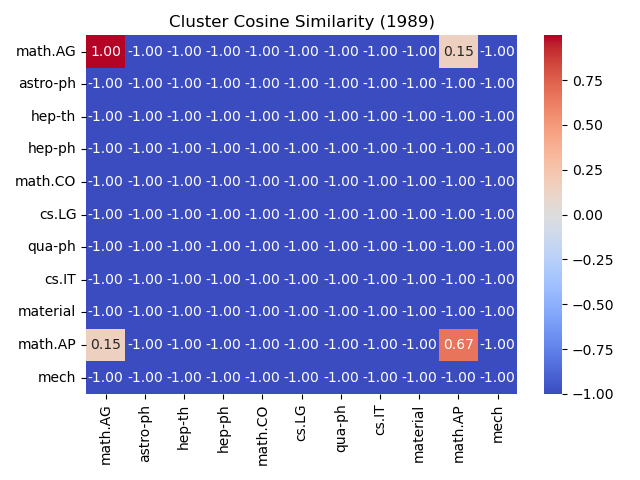 Cluster Cosine Similarity (1989)
math.AG 1.00 -1.00 -1.00 -1.00 -1.00 -1.00 -1.00 -1.00 -1.00 0.15 -1.00
astro-ph -1.00 -1.00 -1.00 -1.00 -1.00 -1.00 -1.00 -1.00 -1.00 -1.00 -1.00
hep-th -1.00 -1.00 -1.00 -1.00 -1.00 -1.00 -1.00 -1.00 -1.00 -1.00 -1.00
hep-ph -1.00 -1.00 -1.00 -1.00 -1.00 -1.00 -1.00 -1.00 -1.00 -1.00 -1.00
math.CO -1.00 -1.00 -1.00 -1.00 -1.00 -1.00 -1.00 -1.00 -1.00 -1.00 -1.00
cs.LG -1.00 -1.00 -1.00 -1.00 -1.00 -1.00 -1.00 -1.00 -1.00 -1.00 -1.00
qua-ph -1.00 -1.00 -1.00 -1.00 -1.00 -1.00 -1.00 -1.00 -1.00 -1.00 -1.00
cs.IT -1.00 -1.00 -1.00 -1.00 -1.00 -1.00 -1.00 -1.00 -1.00 -1.00 -1.00
material -1.00 -1.00 -1.00 -1.00 -1.00 -1.00 -1.00 -1.00 -1.00 -1.00 -1.00
math.AP 0.15 -1.00 -1.00 -1.00 -1.00 -1.00 -1.00 -1.00 -1.00 0.67 -1.00
mech -1.00 -1.00 -1.00 -1.00 -1.00 -1.00 -1.00 -1.00 -1.00 -1.00 -1.00
math.AG astro-ph hep-th hep-ph math.CO cs.LG qua-ph cs.IT material math.AP mech
0.75
0.50
0.25
0.00
−0.25
−0.50
−0.75
−1.00